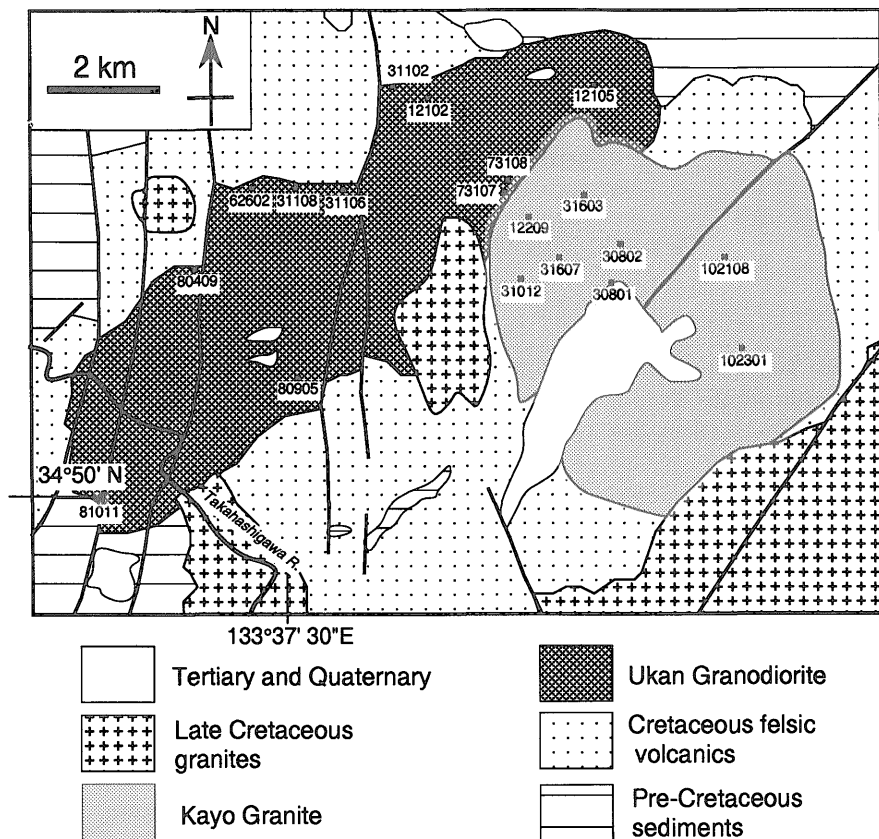 N
2 km
31102
12102
12105
73108
73107
62602
31108
31106
31603
12209
30802
31607
102108
31012
30801
80409
102301
80905
34°50' N
81011
Takahashigawa R.
133°37' 30"E
Tertiary and Quaternary
Ukan Granodiorite
Late Cretaceous
granites
Cretaceous felsic
volcanics
Kayo Granite
Pre-Cretaceous
sediments